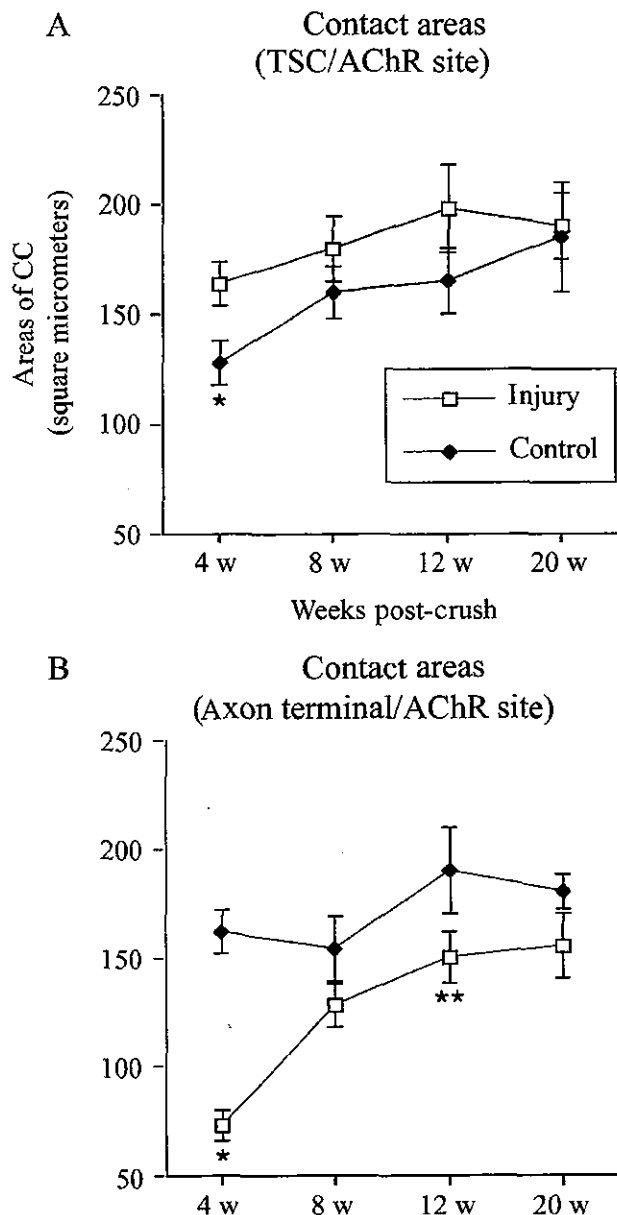 A
Contact areas
(TSC/AChR site)
250
200
150
100
50
Areas of CC
(square micrometers)
*
Injury
Control
4 w 8 w 12 w 20 w
Weeks post-crush
B
Contact areas
(Axon terminal/AChR site)
250
200
150
100
50
*
**
4 w 8 w 12 w 20 w